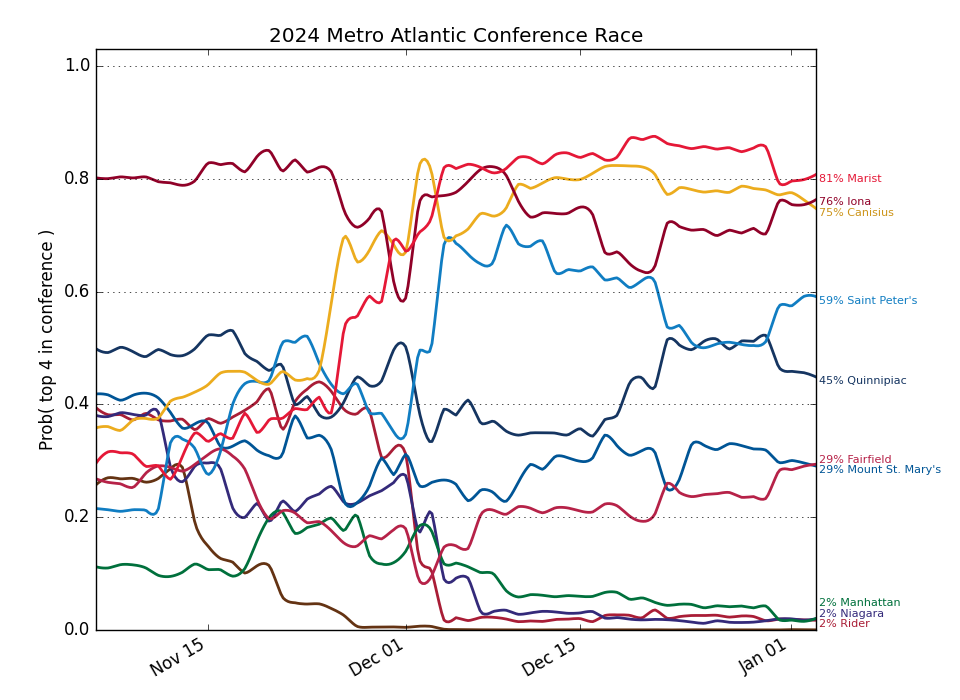 2024 Metro Atlantic Conference Race
Prob( top 4 in conference )
1.0
0.8
0.6
0.4
0.2
0.0
81% Marist
76% Iona
75% Canisius
59% Saint Peter's
45% Quinnipiac
29% Fairfield
29% Mount St. Mary's
2% Manhattan
2% Niagara
2% Rider
Nov 15
Dec 01
Dec 15
Jan 01